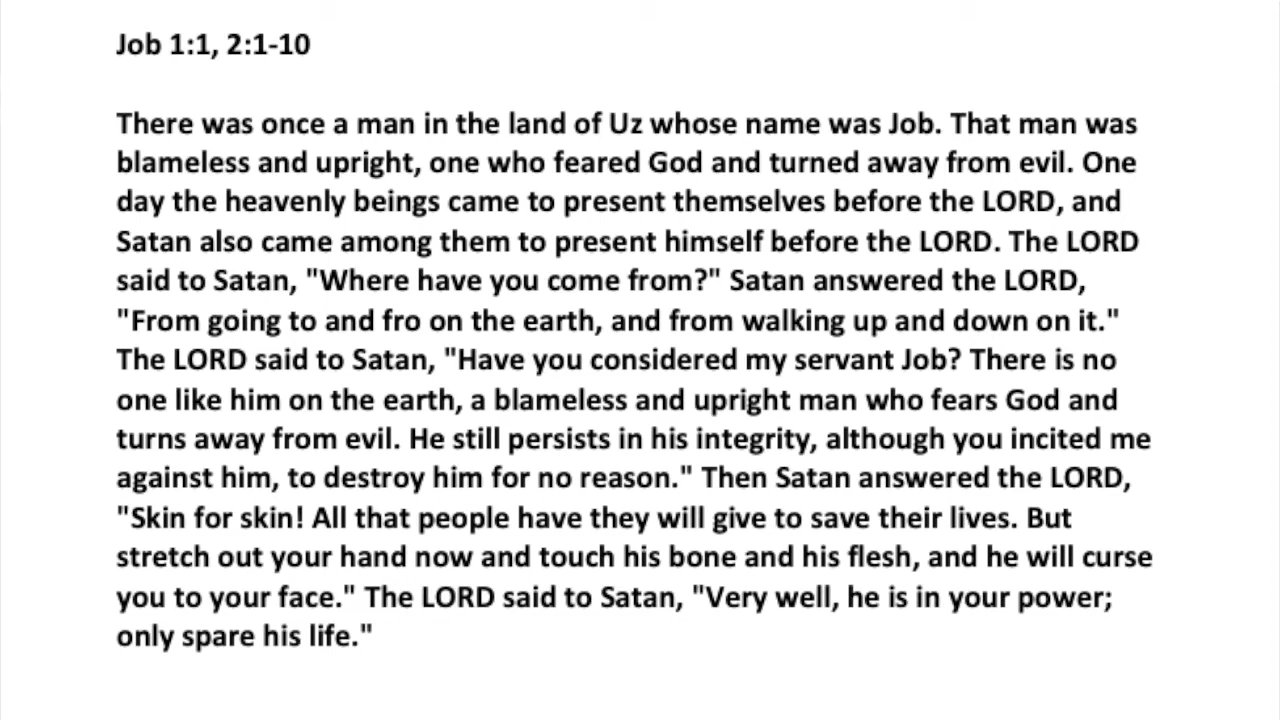 Job 1:1, 2:1-10
There was once a man in the land of Uz whose name was Job. That man was
blameless and upright, one who feared God and turned away from evil. One
day the heavenly beings came to present themselves before the LORD, and
Satan also came among them to present himself before the LORD. The LORD
said to Satan, "Where have you come from?" Satan answered the LORD,
"From going to and fro on the earth, and from walking up and down on it."
The LORD said to Satan, "Have you considered my servant Job? There is no
one like him on the earth, a blameless and upright man who fears God and
turns away from evil. He still persists in his integrity, although you incited me
against him, to destroy him for no reason." Then Satan answered the LORD,
"Skin for skin! All that people have they will give to save their lives. But
stretch out your hand now and touch his bone and his flesh, and he will curse
you to your face." The LORD said to Satan, "Very well, he is in your power;
only spare his life."